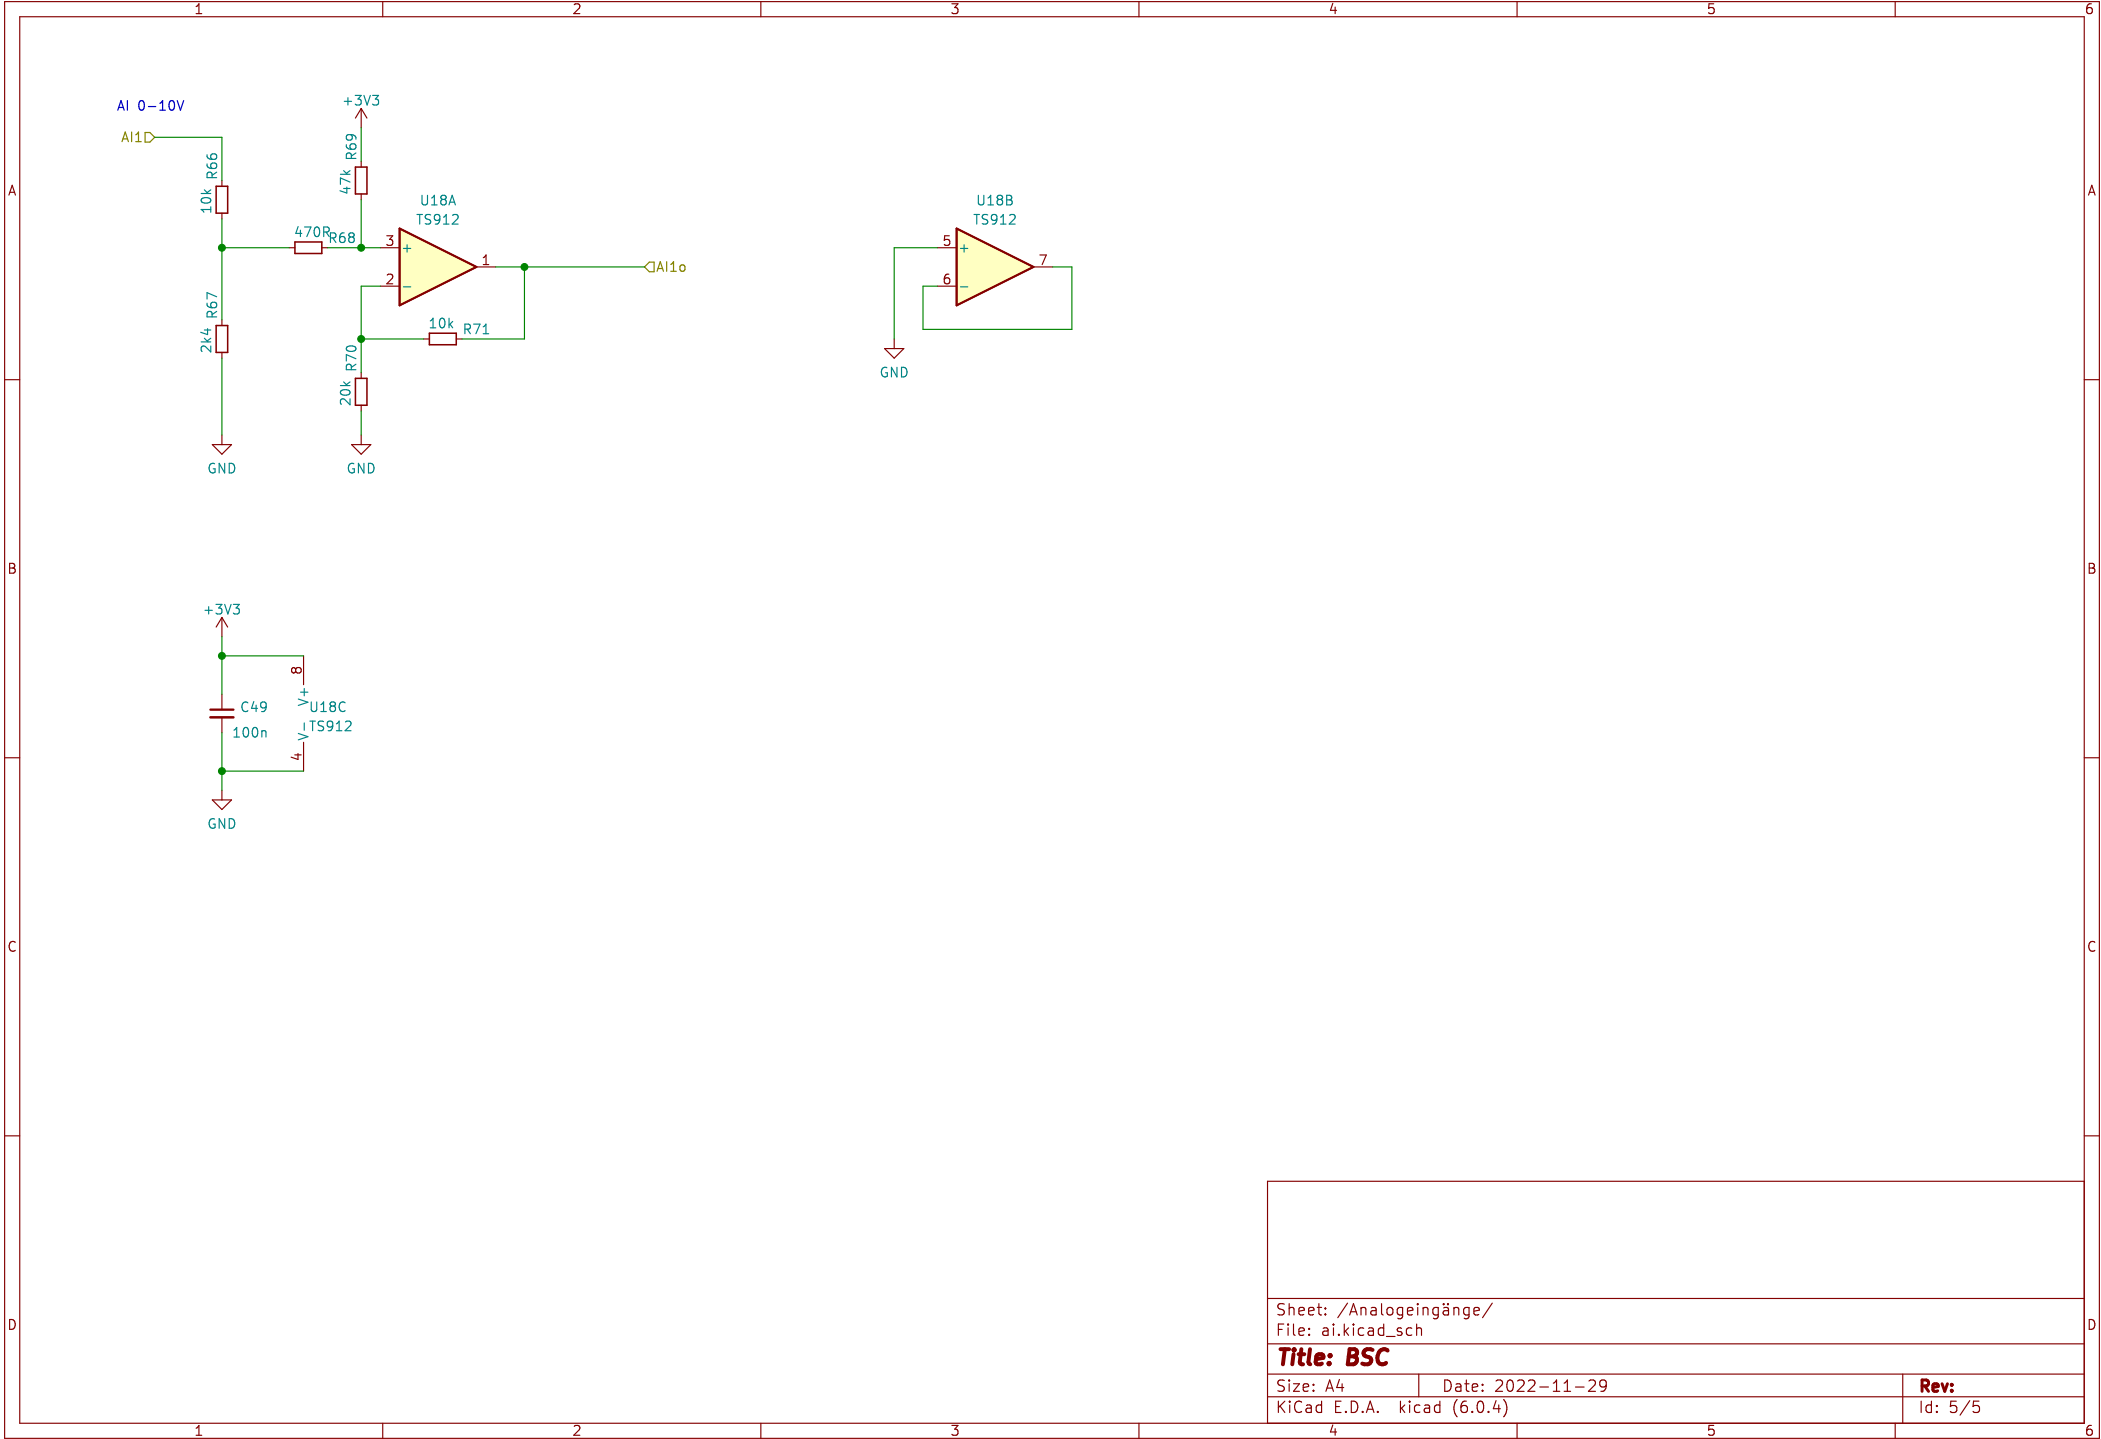 1 2 3 4 5 6
AI 0-10V
+3V3
AI1
R66
10k
R69
47k
470R
R68
U18A
TS912
3
+
2
-
1
AI1o
R67
2k4
10k
R71
R70
20k
GND
GND
U18B
TS912
5
+
6
-
7
GND
A
A
B
B
+3V3
8
V+
C49
100n
U18C
TS912
V-
4
GND
C
C
D
D
Sheet: /Analogeingänge/
File: ai.kicad_sch
Title: BSC
Size: A4
Date: 2022-11-29
Rev:
KiCad E.D.A. kicad (6.0.4)
Id: 5/5
1 2 3 4 5 6